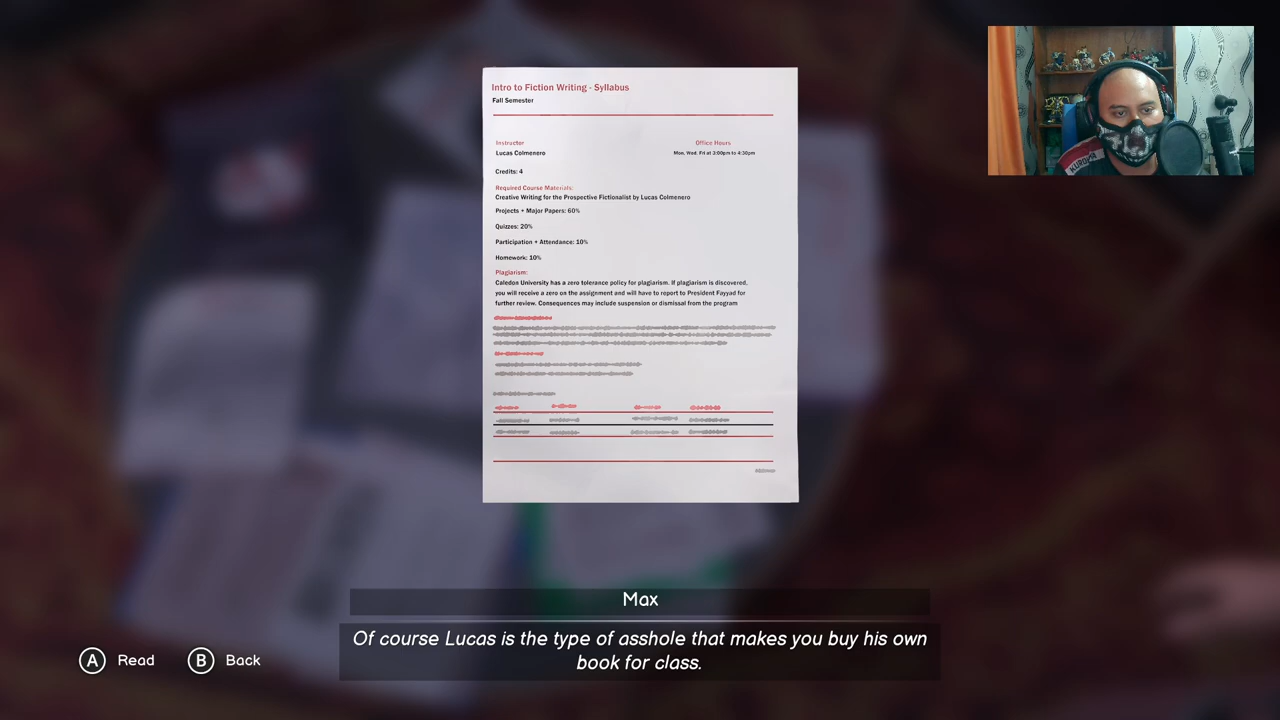 Intro to Fiction Writing - Syllabus
Fall Semester
Instructor
Office Hours
Lucas Colmenero
Mon, Wed, Fri at 3:00pm to 4:30pm
Credits: 4
Required Course Materials:
Creative Writing for the Prospective Fictionalist by Lucas Colmenero
Projects + Major Papers: 60%
Quizzes: 20%
Participation + Attendance: 10%
Homework: 10%
Plagiarism:
Caledon University has a zero tolerance policy for plagiarism. If plagiarism is discovered,
you will receive a zero on the assignment and will have to report to President Fayyad for
further review. Consequences may include suspension or dismissal from the program
KURODA
Max
Of course Lucas is the type of asshole that makes you buy his own
book for class.
A Read
B Back